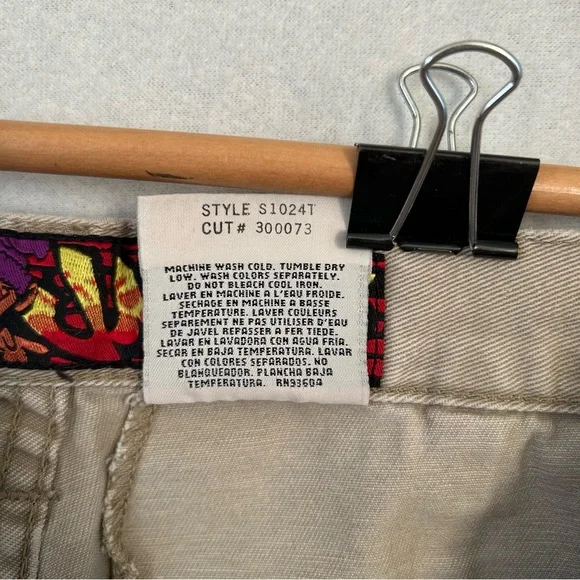 STYLE S1024T
CUT# 300073
MACHINE WASH COLD. TUMBLE DRY
LOW. WASH COLORS SEPARATELY.
DO NOT BLEACH COOL IRON.
LAVER EN MACHINE A L'EAU FROIDE.
SECHAGE EN MACHINE A BASSE
TEMPERATURE. LAVER COULEURS
SEPAREMENT NE PAS UTILISER D'EAU
DE JAVEL REPASSER A FER TIEDE.
LAVAR EN LAVADORA CON AGUA FRÍA.
SECAR EN BAJA TEMPERATURA. LAVAR
CON COLORES SEPARADOS. NO
BLANQUEADOR. PLANCHA BAJA
TEMPERATURA. RN93604